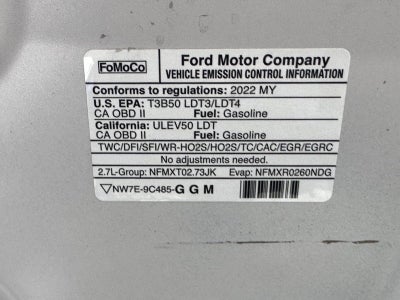 FoMoCo
Ford Motor Company
VEHICLE EMISSION CONTROL INFORMATION
Conforms to regulations: 2022 MY
U.S. EPA: T3B50 LDT3/LDT4
CA OBD II Fuel: Gasoline
California: ULEV50 LDT
CA OBD II Fuel: Gasoline
TWC/DFI/SFI/WR-HO2S/HO2S/TC/CAC/EGR/EGRC
No adjustments needed.
2.7L-Group: NFMXT02.73JK Evap: NFMXR0260NDG
NW7E-9C485-G G M